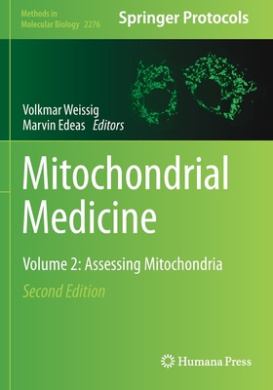 Methods in
Molecular Biology 2276
Springer Protocols
Volkmar Weissig
Marvin Edeas Editors
Mitochondrial
Medicine
Volume 2: Assessing Mitochondria
Second Edition
Humana Press